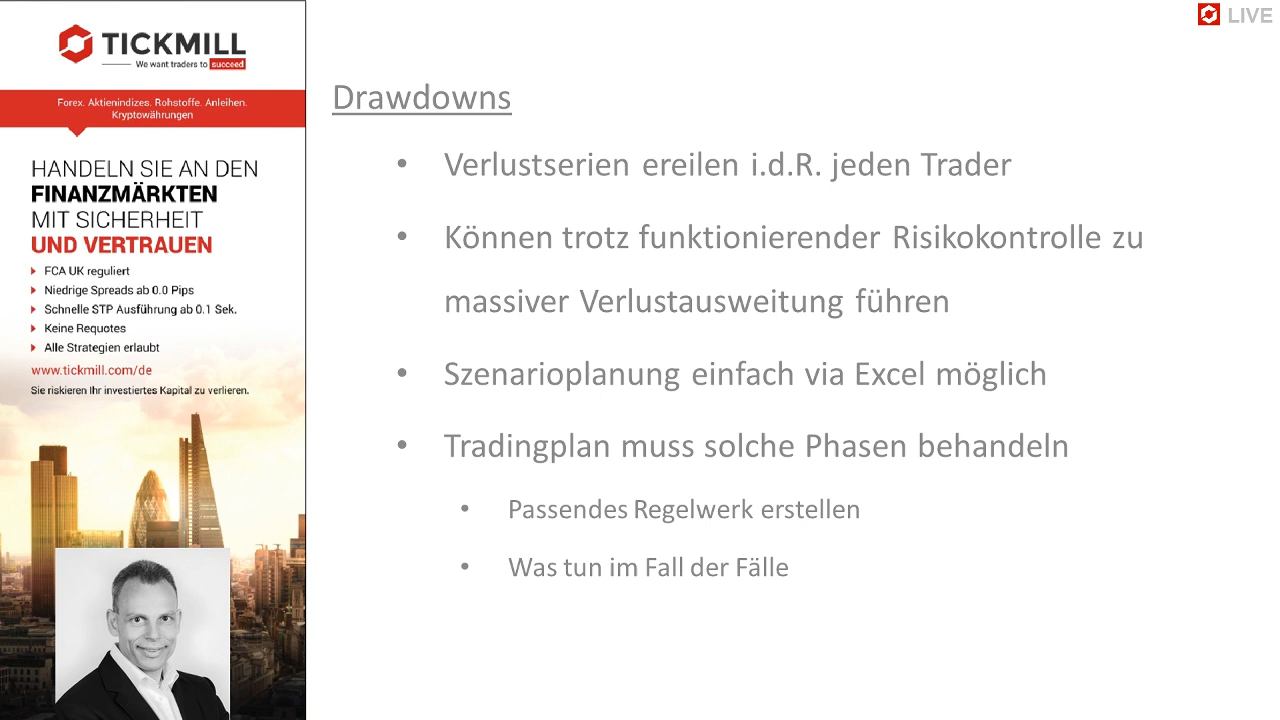 TICKMILL
We want traders to succeed
Forex. Aktienindizes. Rohstoffe. Anleihen.
Kryptowährungen
HANDELN SIE AN DEN
FINANZMÄRKTEN
MIT SICHERHEIT
UND VERTRAUEN
FCA UK reguliert
Niedrige Spreads ab 0.0 Pips
Schnelle STP Ausführung ab 0.1 Sek.
Keine Requotes
Alle Strategien erlaubt
www.tickmill.com/de
Sie riskieren Ihr investiertes Kapital zu verlieren.
LIVE
Drawdowns
• Verlustserien ereilen i.d.R. jeden Trader
• Können trotz funktionierender Risikokontrolle zu
massiver Verlustausweitung führen
• Szenarioplanung einfach via Excel möglich
• Tradingplan muss solche Phasen behandeln
• Passendes Regelwerk erstellen
• Was tun im Fall der Fälle